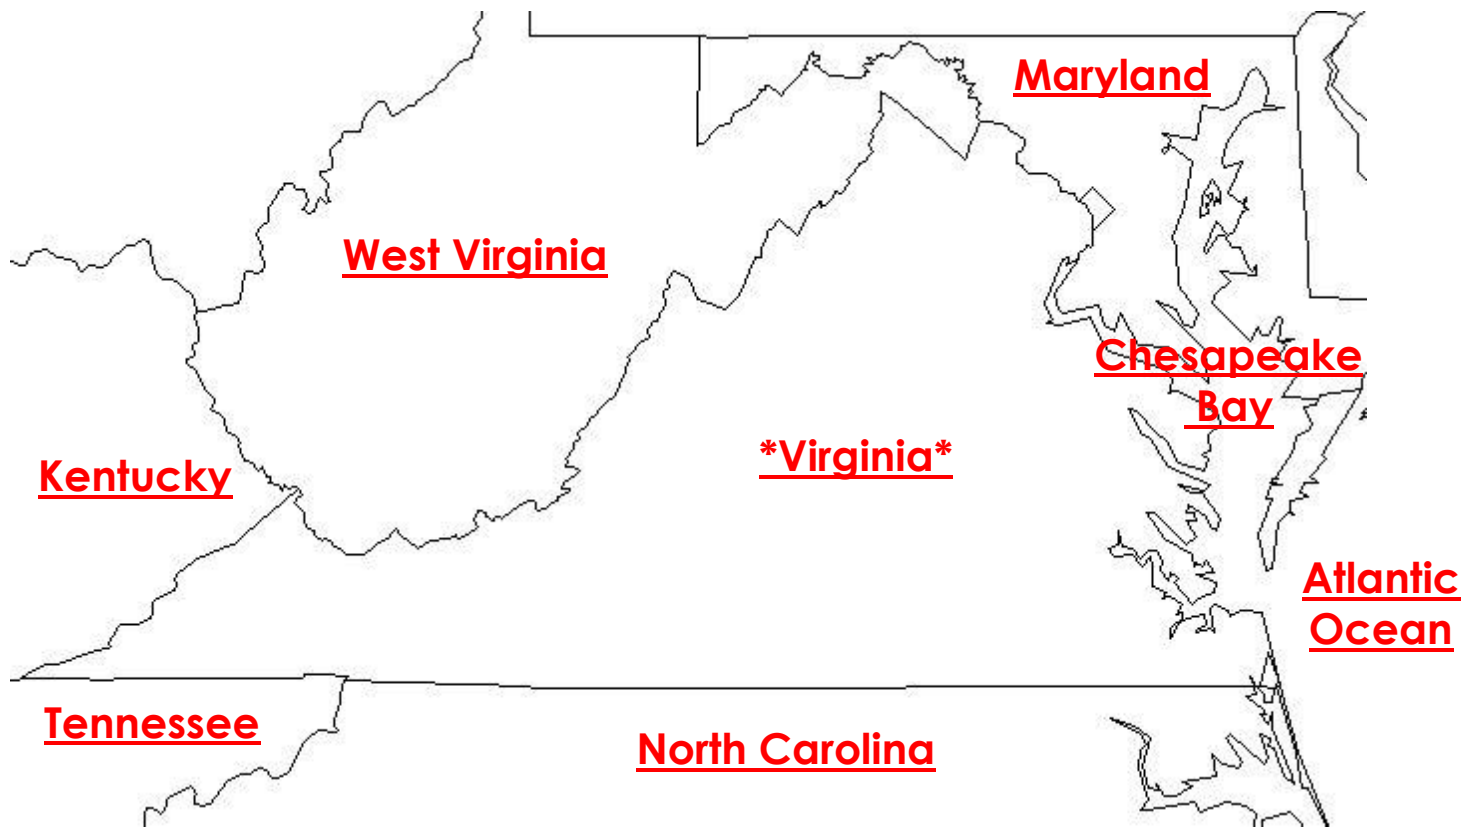 Maryland
West Virginia
Chesapeake
Bay
*Virginia*
Kentucky
Atlantic
Ocean
Tennessee
North Carolina